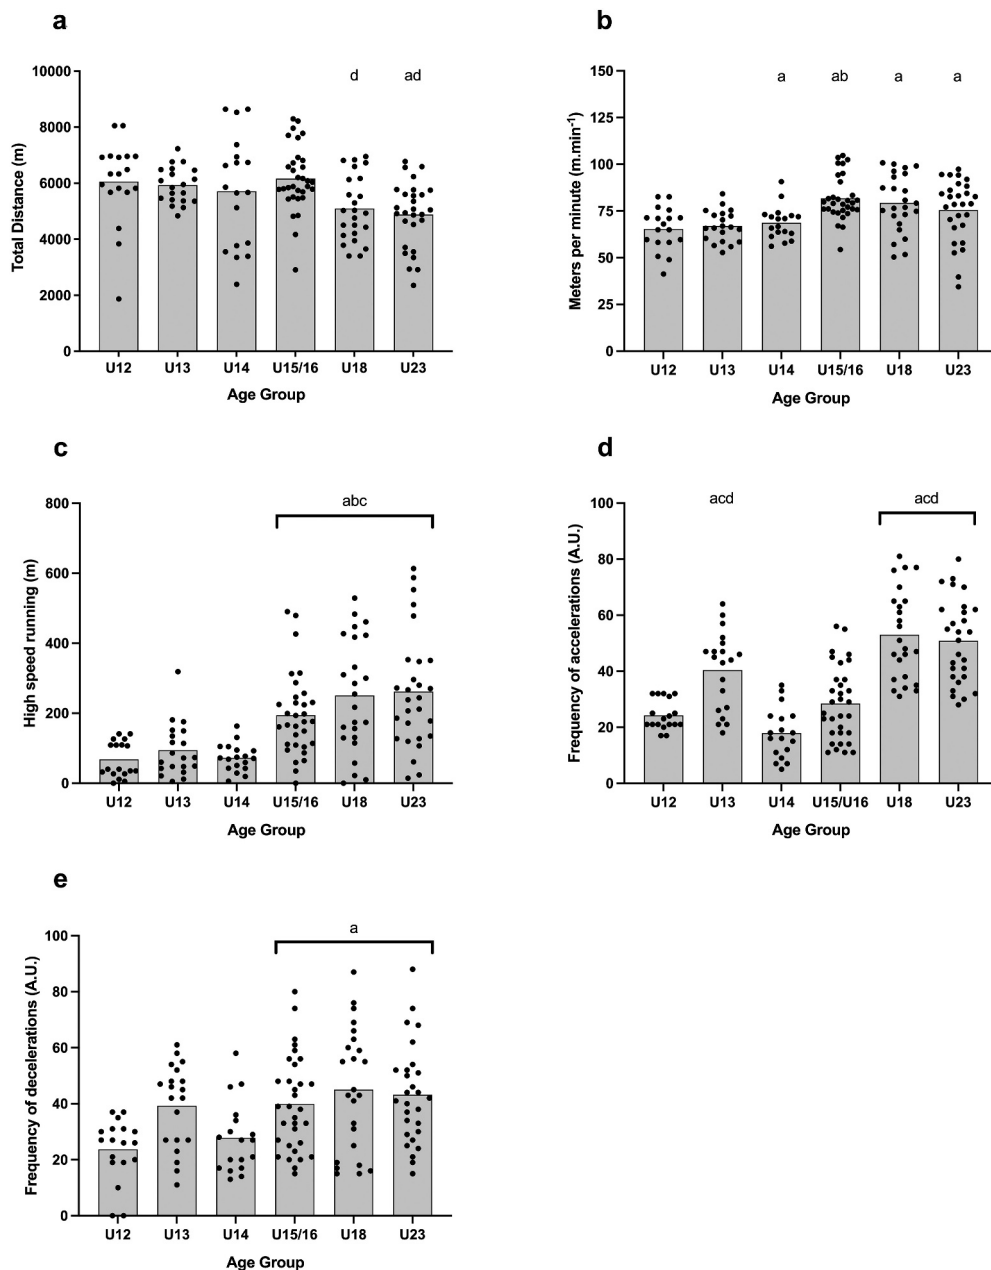 a
d ad
10000
8000
6000
4000
2000
0
Total Distance (m)
U12 U13 U14 U15/16 U18 U23
Age Group
b
a ab a a
150
125
100
75
50
25
0
Meters per minute (m.min-1)
U12 U13 U14 U15/16 U18 U23
Age Group
c
abc
800
600
400
200
0
High speed running (m)
U12 U13 U14 U15/16 U18 U23
Age Group
d
acd acd
100
80
60
40
20
0
Frequency of accelerations (A.U.)
U12 U13 U14 U15/U16 U18 U23
Age Group
e
a
100
80
60
40
20
0
Frequency of decelerations (A.U.)
U12 U13 U14 U15/16 U18 U23
Age Group